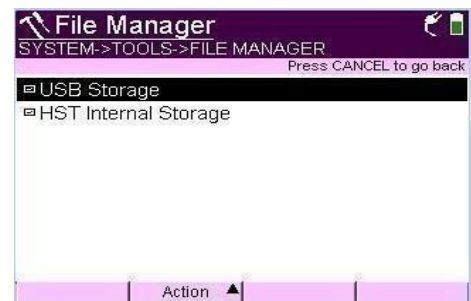 File Manager
SYSTEM->TOOLS->FILE MANAGER
Press CANCEL to go back
USB Storage
HST Internal Storage
Action